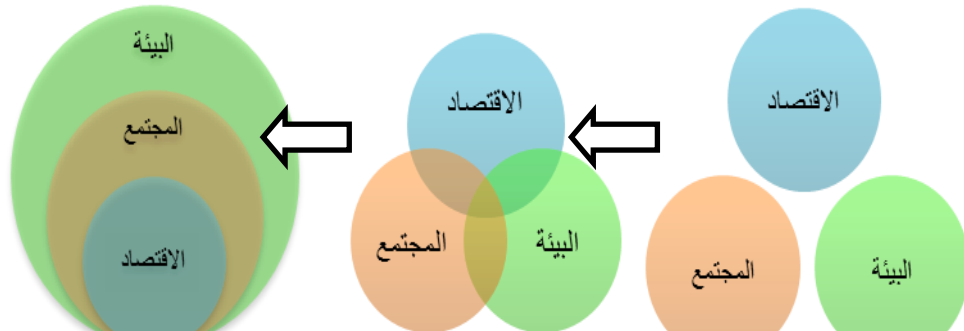 الاقتصاد
المجتمع
البيئة
الاقتصاد
المجتمع
البيئة
البيئة
المجتمع
الاقتصاد